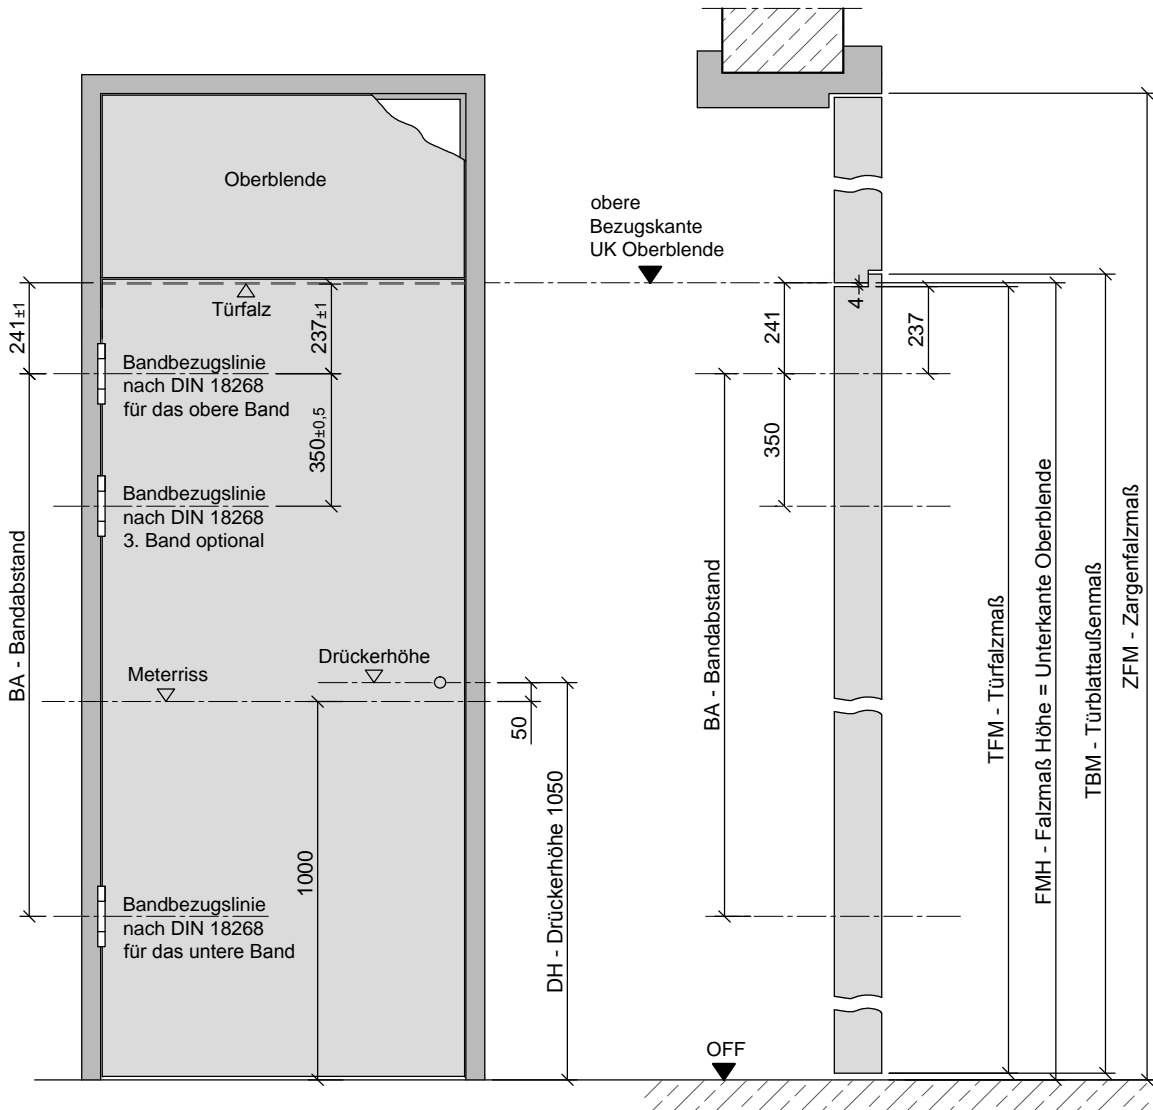 Oberblende
obere
Bezugskante
UK Oberblende
Türfalz
241±1
237±1
Bandbezugslinie
nach DIN 18268
für das obere Band
350±0,5
Bandbezugslinie
nach DIN 18268
3. Band optional
BA - Bandabstand
Meterriss
Drückerhöhe
50
1000
DH - Drückerhöhe 1050
Bandbezugslinie
nach DIN 18268
für das untere Band
241
4
237
350
BA - Bandabstand
TFM - Türfalzmaß
FMH - Falzmaß Höhe = Unterkante Oberblende
TBM - Türblattaußenmaß
ZFM - Zargenfalzmaß
OFF